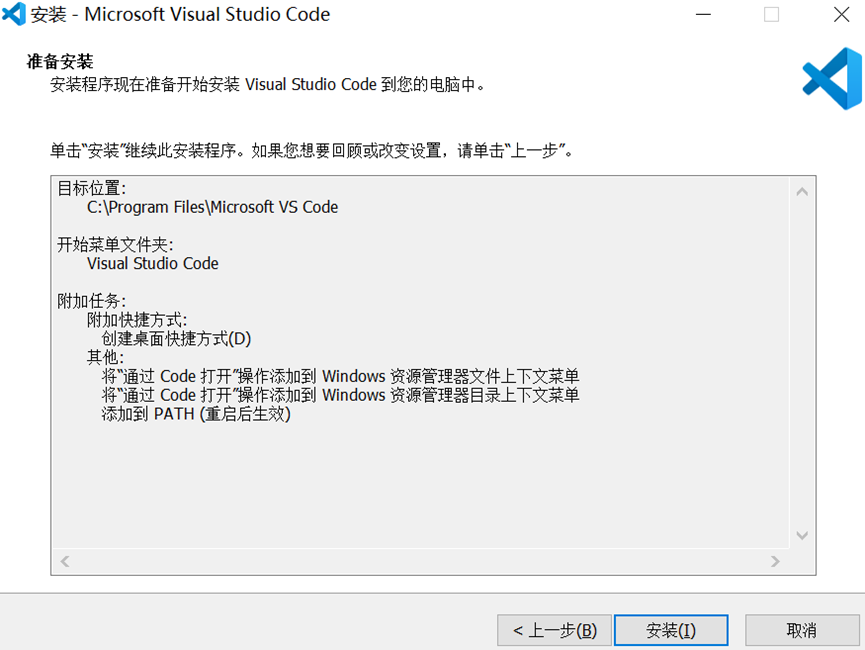 安装 - Microsoft Visual Studio Code
准备安装
安装程序现在准备开始安装 Visual Studio Code 到您的电脑中。
单击“安装”继续此安装程序。如果您想要回顾或改变设置，请单击“上一步”。
目标位置:
C:\Program Files\Microsoft VS Code
开始菜单文件夹:
Visual Studio Code
附加任务:
附加快捷方式:
创建桌面快捷方式(D)
其他:
将“通过 Code 打开”操作添加到 Windows 资源管理器文件上下文菜单
将“通过 Code 打开”操作添加到 Windows 资源管理器目录上下文菜单
添加到 PATH (重启后生效)
< 上一步(B) 安装(I) 取消